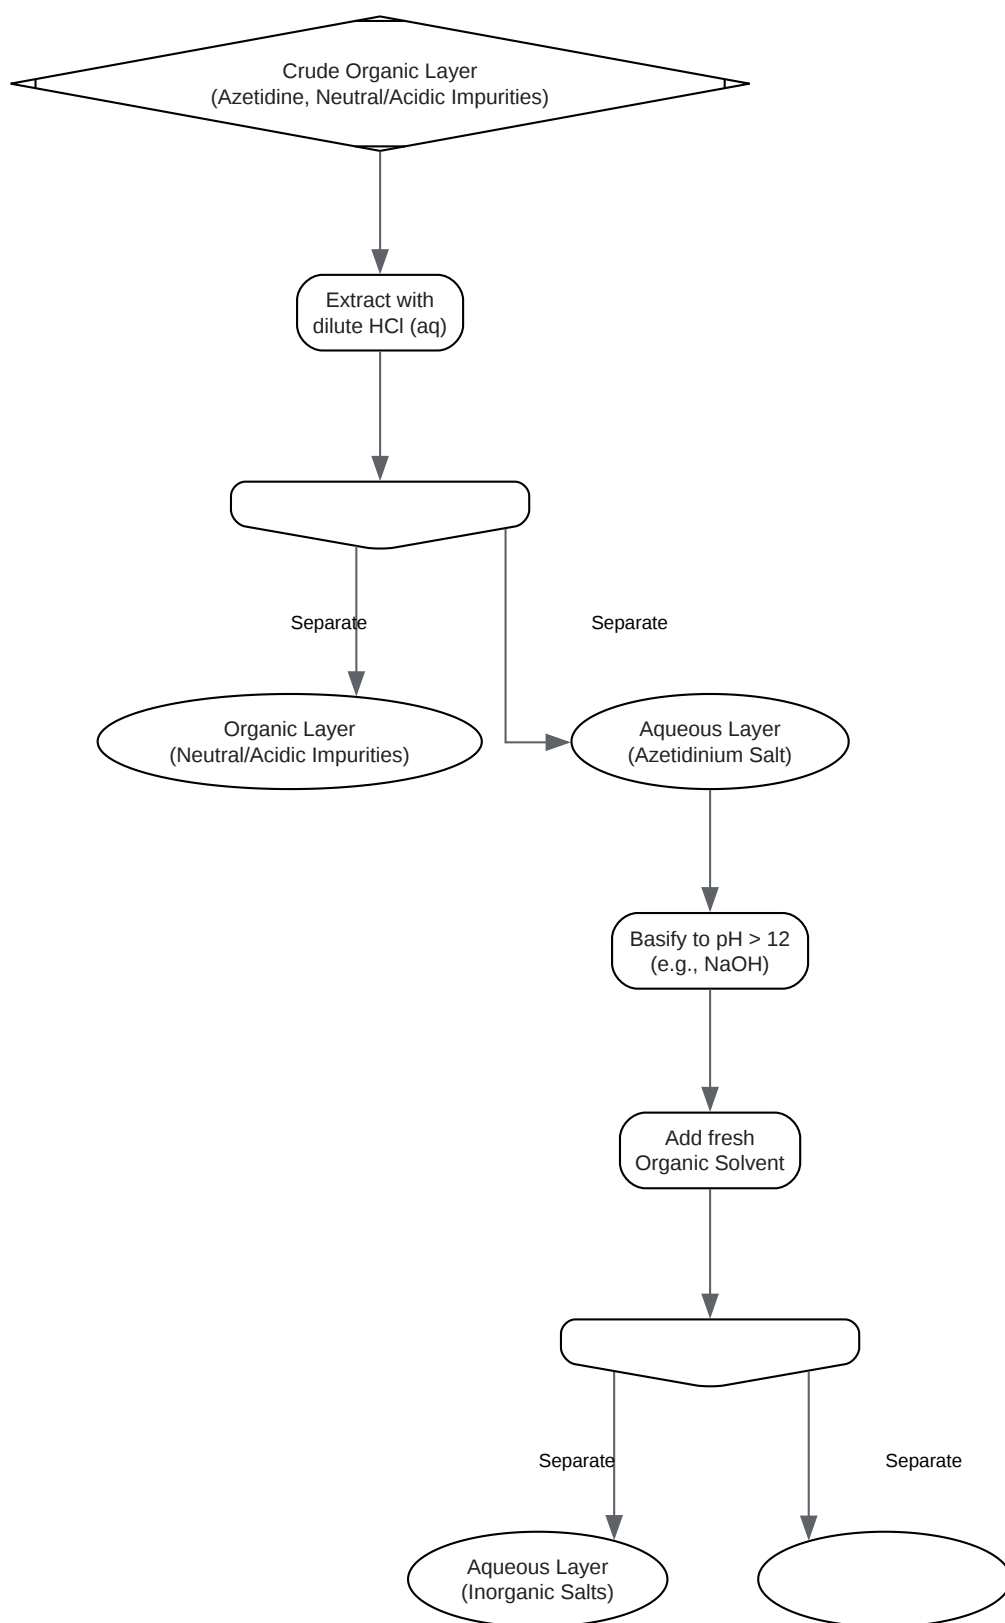 Crude Organic Layer
(Azetidine, Neutral/Acidic Impurities)
Extract with
dilute HCl (aq)
Separate
Separate
Organic Layer
(Neutral/Acidic Impurities)
Aqueous Layer
(Azetidinium Salt)
Basify to pH > 12
(e.g., NaOH)
Add fresh
Organic Solvent
Separate
Separate
Aqueous Layer
(Inorganic Salts)